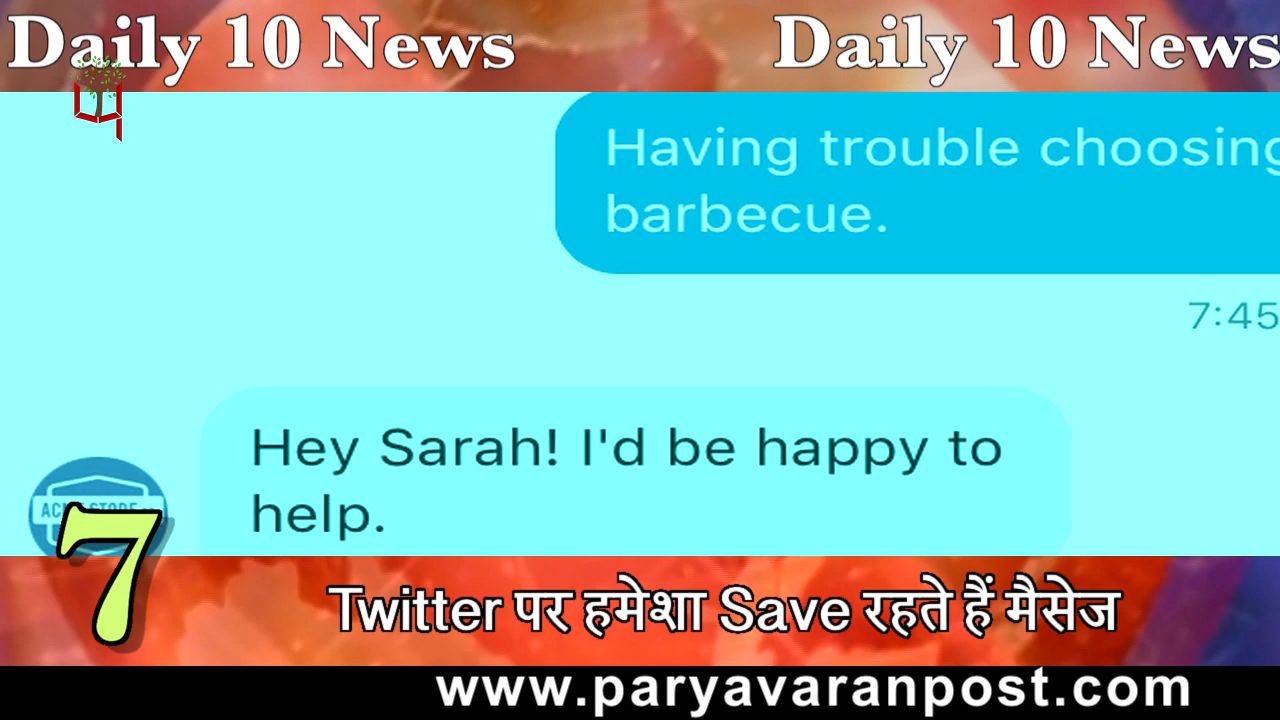 Daily 10 News Daily 10 News
Having trouble choosing
barbecue.
7:45
Hey Sarah! I'd be happy to
help.
7
Twitter पर हमेशा Save रहते हैं मैसेज
www.paryavaranpost.com